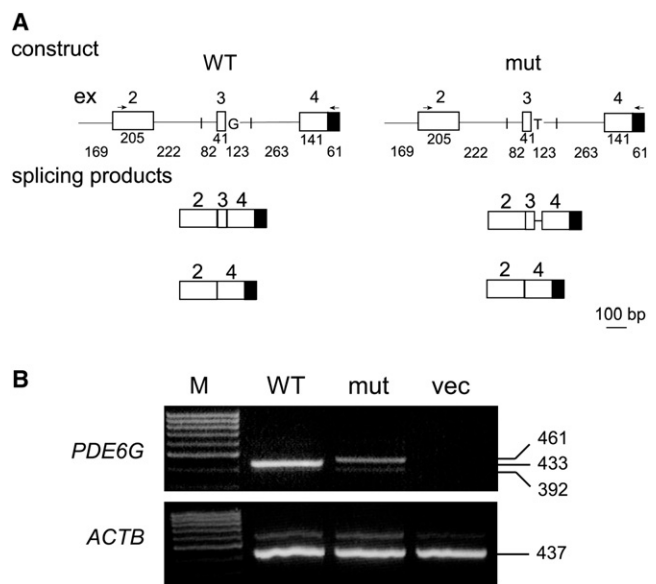 A
construct
WT mut
ex 2 3 4 2 3 4
G T
205 41 141 205 41 141
169 222 82 123 263 61 169 222 82 123 263 61
splicing products
2 3 4 2 3 4
2 4 2 4
100 bp
B
M WT mut vec
PDE6G
461
433
392
ACTB
437